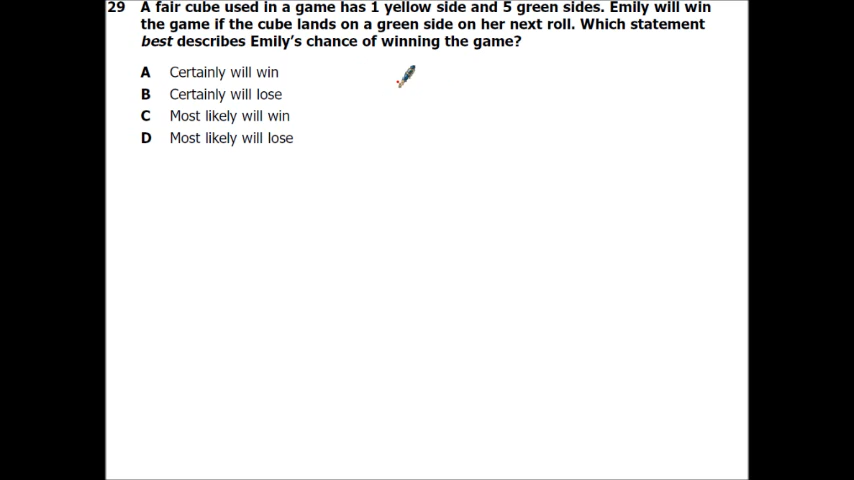 29 A fair cube used in a game has 1 yellow side and 5 green sides. Emily will win
the game if the cube lands on a green side on her next roll. Which statement
best describes Emily’s chance of winning the game?
A Certainly will win
B Certainly will lose
C Most likely will win
D Most likely will lose